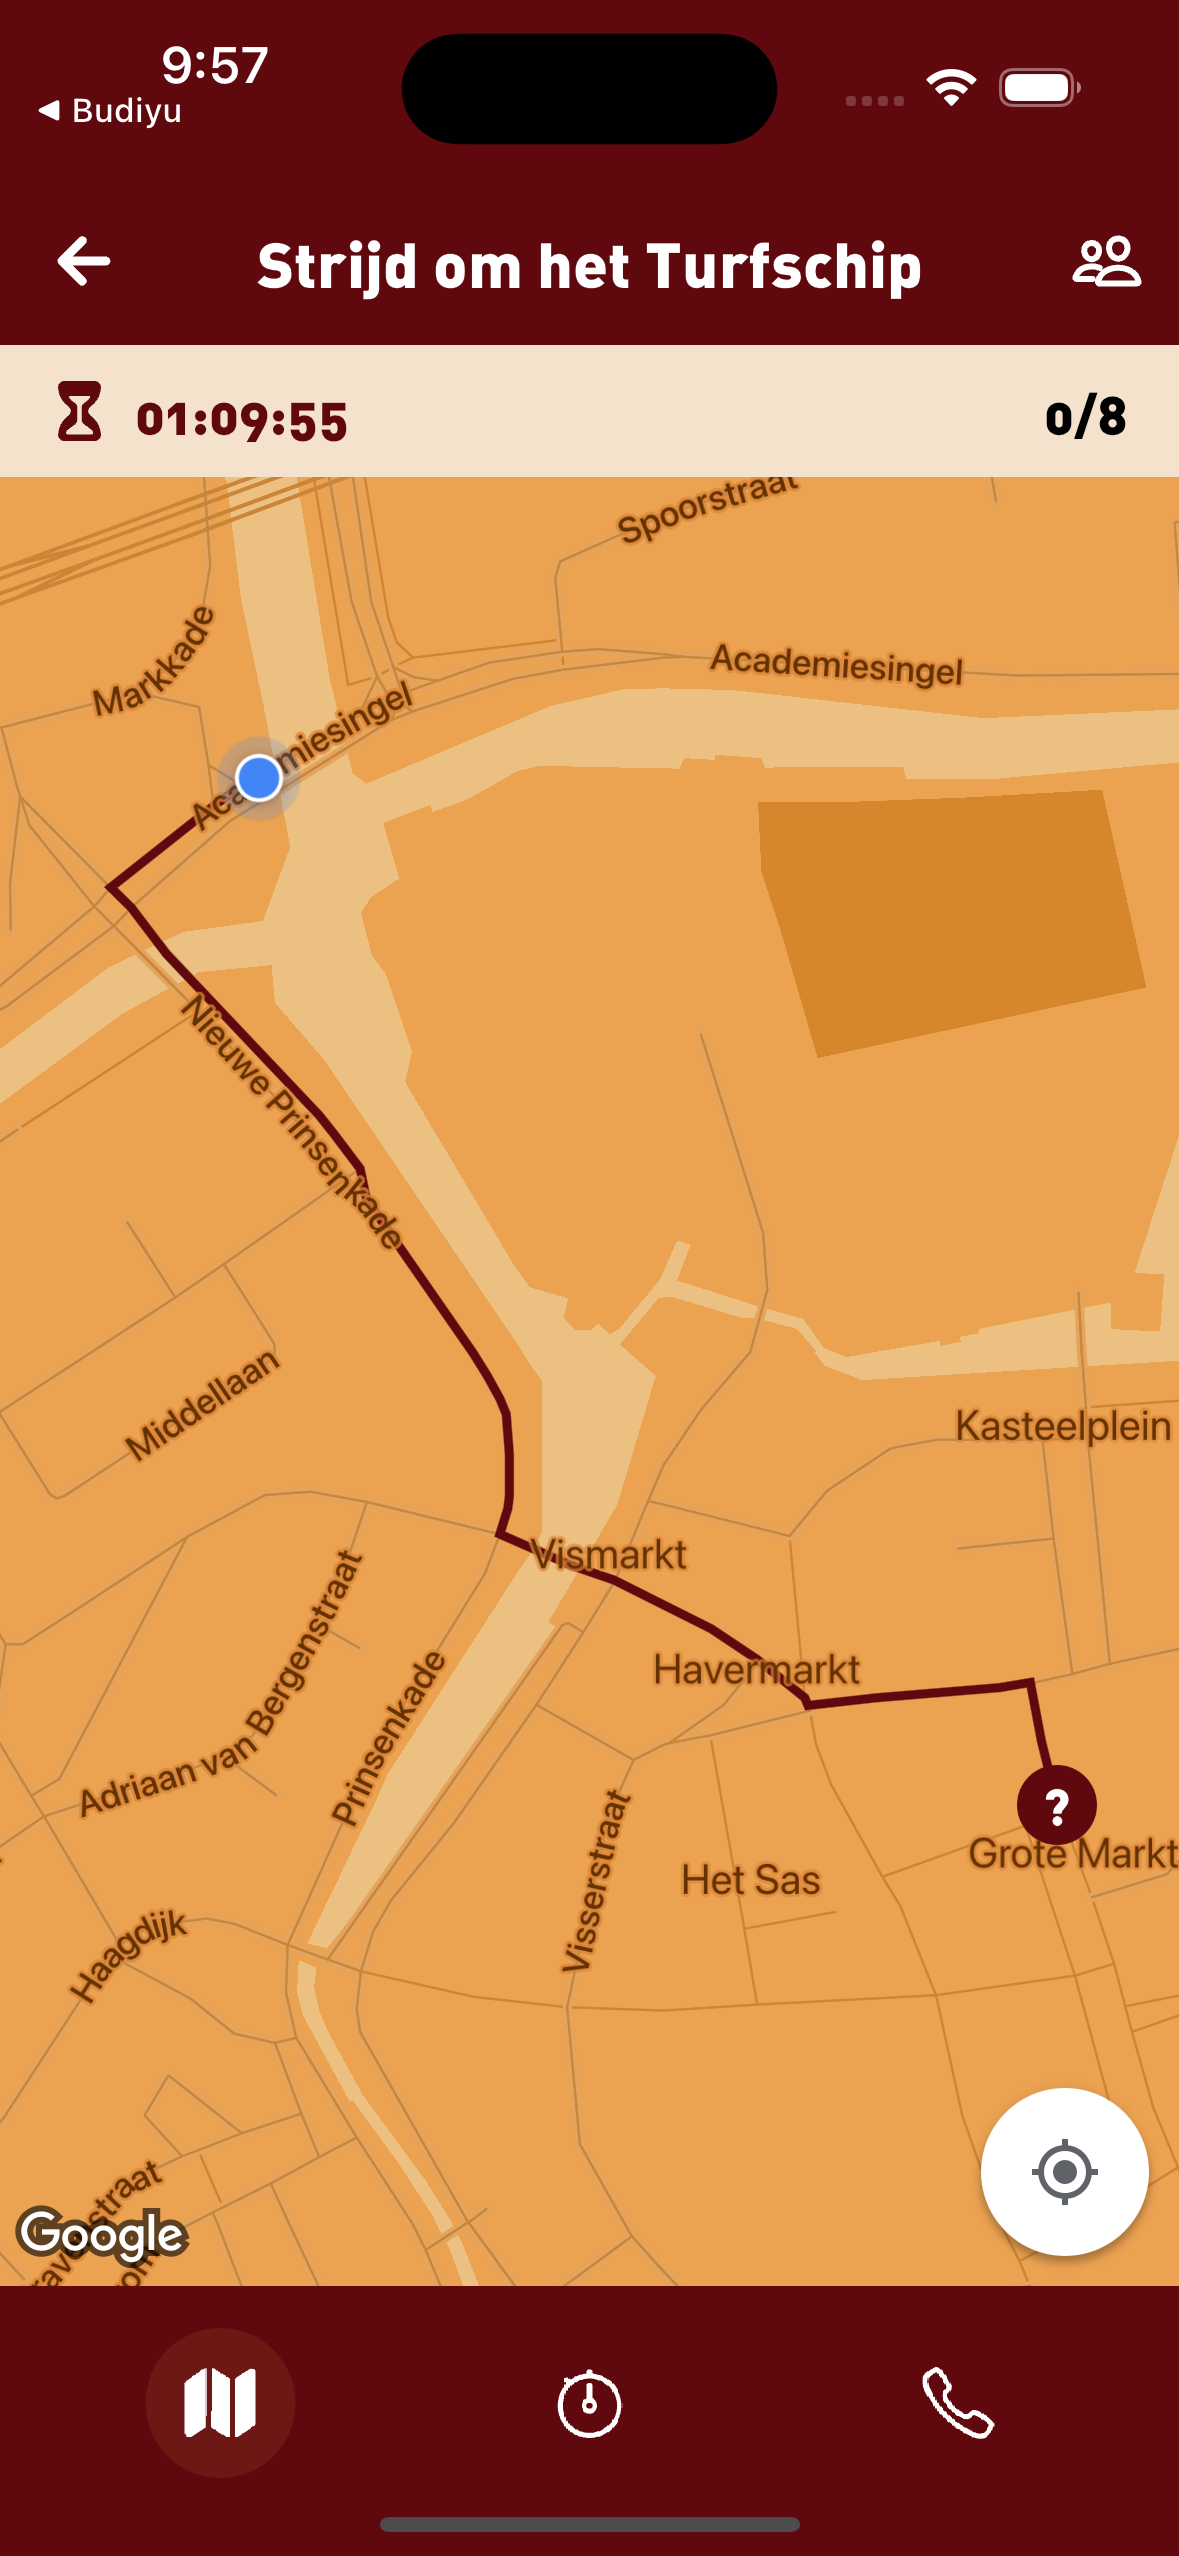 9:57
Budiyu
Strijd om het Turfschip
01:09:55
0/8
Spoorstraat
Markkade
Academiesingel
Nieuwe Prinsenkade
Middellaan
Kasteelplein
Vismarkt
Havermarkt
Adriaan van Bergenstraat
Prinsenkade
?
Grote Markt
Visserstraat
Het Sas
Haagdijk
Google